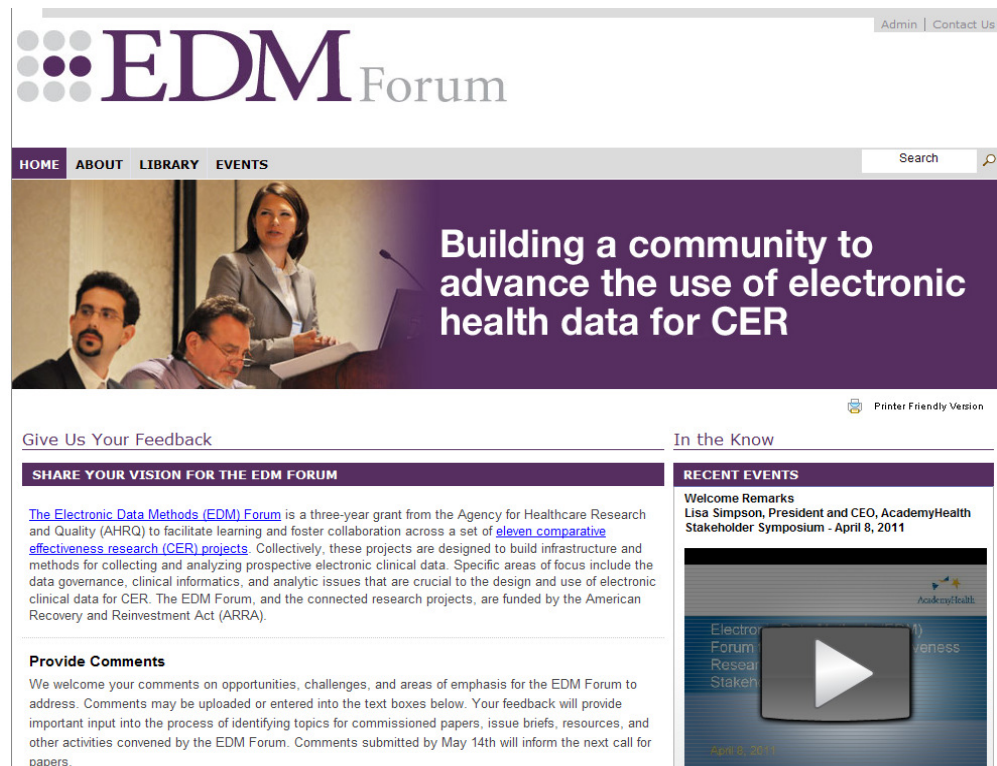 Admin | Contact Us
EDM Forum
HOME ABOUT LIBRARY EVENTS
Search
Building a community to
advance the use of electronic
health data for CER
Printer Friendly Version
Give Us Your Feedback
SHARE YOUR VISION FOR THE EDM FORUM
The Electronic Data Methods (EDM) Forum is a three-year grant from the Agency for Healthcare Research
and Quality (AHRQ) to facilitate learning and foster collaboration across a set of eleven comparative
effectiveness research (CER) projects. Collectively, these projects are designed to build infrastructure and
methods for collecting and analyzing prospective electronic clinical data. Specific areas of focus include the
data governance, clinical informatics, and analytic issues that are crucial to the design and use of electronic
clinical data for CER. The EDM Forum, and the connected research projects, are funded by the American
Recovery and Reinvestment Act (ARRA).
Provide Comments
We welcome your comments on opportunities, challenges, and areas of emphasis for the EDM Forum to
address. Comments may be uploaded or entered into the text boxes below. Your feedback will provide
important input into the process of identifying topics for commissioned papers, issue briefs, resources, and
other activities convened by the EDM Forum. Comments submitted by May 14th will inform the next call for
papers.
In the Know
RECENT EVENTS
Welcome Remarks
Lisa Simpson, President and CEO, AcademyHealth
Stakeholder Symposium - April 8, 2011
AcademyHealth
Forum
April 8, 2011